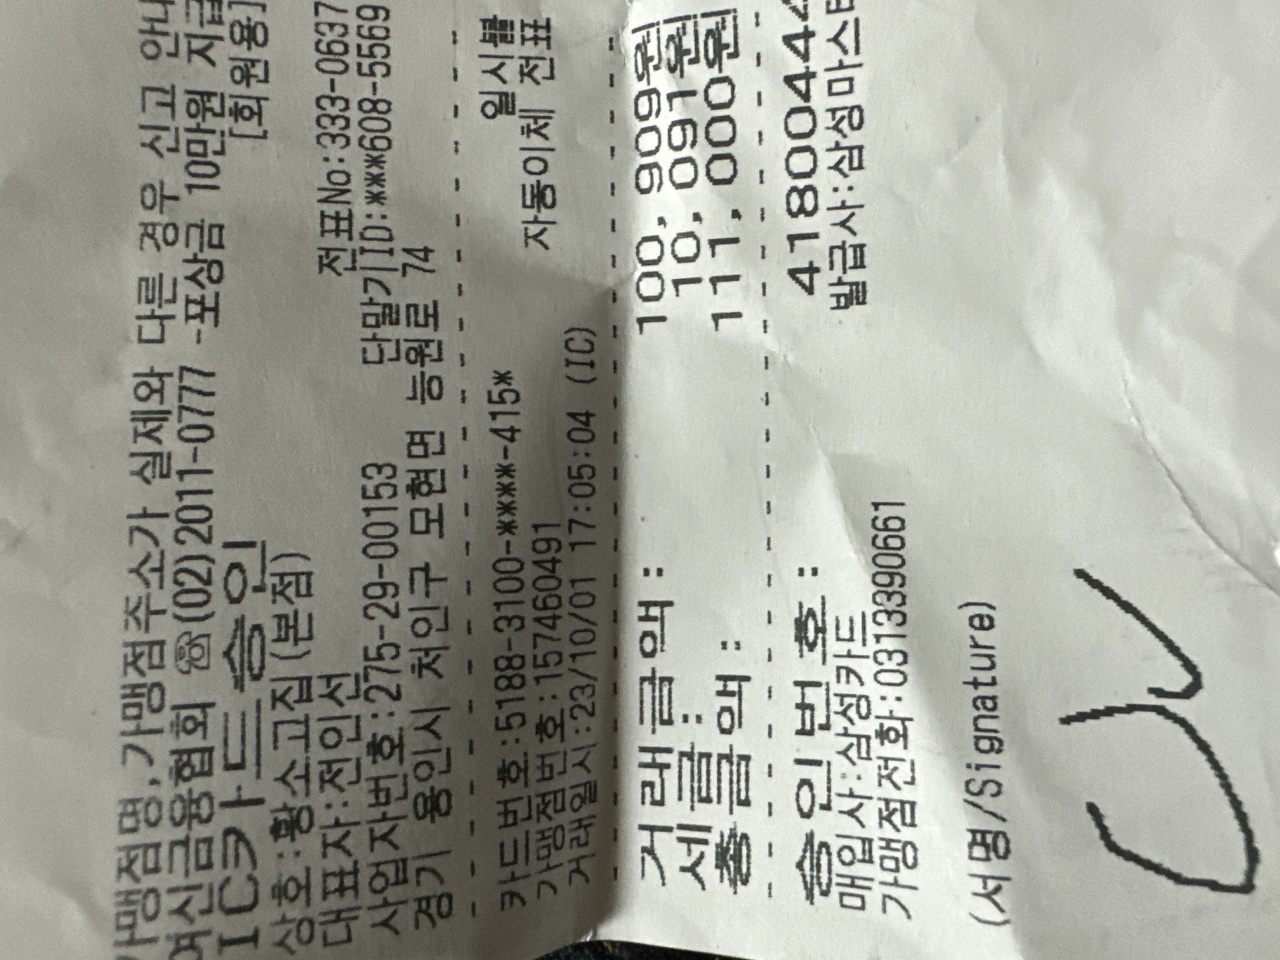 가맹점명,가맹점주소가 실제와 다른 경우 신고 안내
여신금융협회 ☏(02)2011-0777 -포상금 10만원 지급
IC카드승인 [회원용]
상호:황소고집(본점)
대표자:전인선 전표No:333-0637
사업자번호:275-29-00153 단말기ID:***608-5569
경기 용인시 처인구 모현면 능원로 74
카드번호:5188-3100-****-415* 일시불
가맹점번호:157460491 자동이체 전표
거래일시:23/10/01 17:05:04 (IC)
거래금액: 100,909원
세금: 10,091원
총금액: 111,000원
승인번호: 41800444
매입사:삼성카드 발급사:삼성마스터
가맹점전화:0313390661
(서명/Signature)